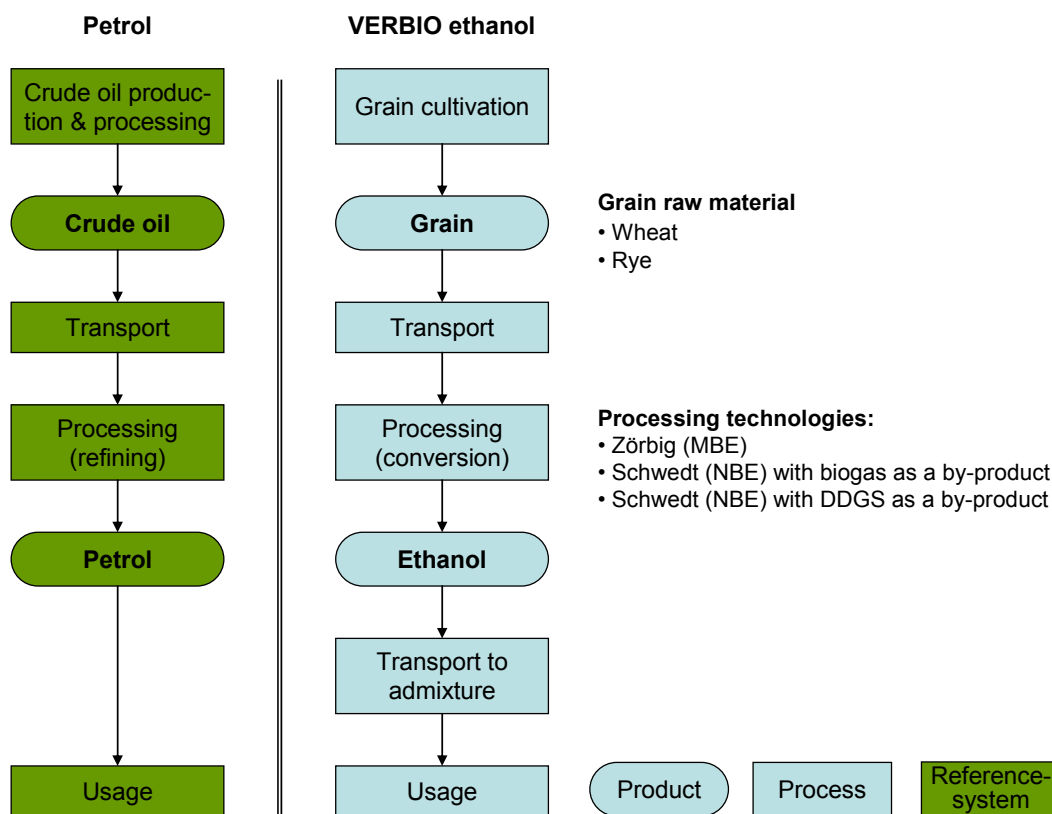 Petrol
VERBIO ethanol
Crude oil produc-
tion & processing
Grain cultivation
Crude oil
Grain
Grain raw material
• Wheat
• Rye
Transport
Transport
Processing
(refining)
Processing
(conversion)
Processing technologies:
• Zörbig (MBE)
• Schwedt (NBE) with biogas as a by-product
• Schwedt (NBE) with DDGS as a by-product
Petrol
Ethanol
Transport to
admixture
Usage
Usage
Product
Process
Reference-
system